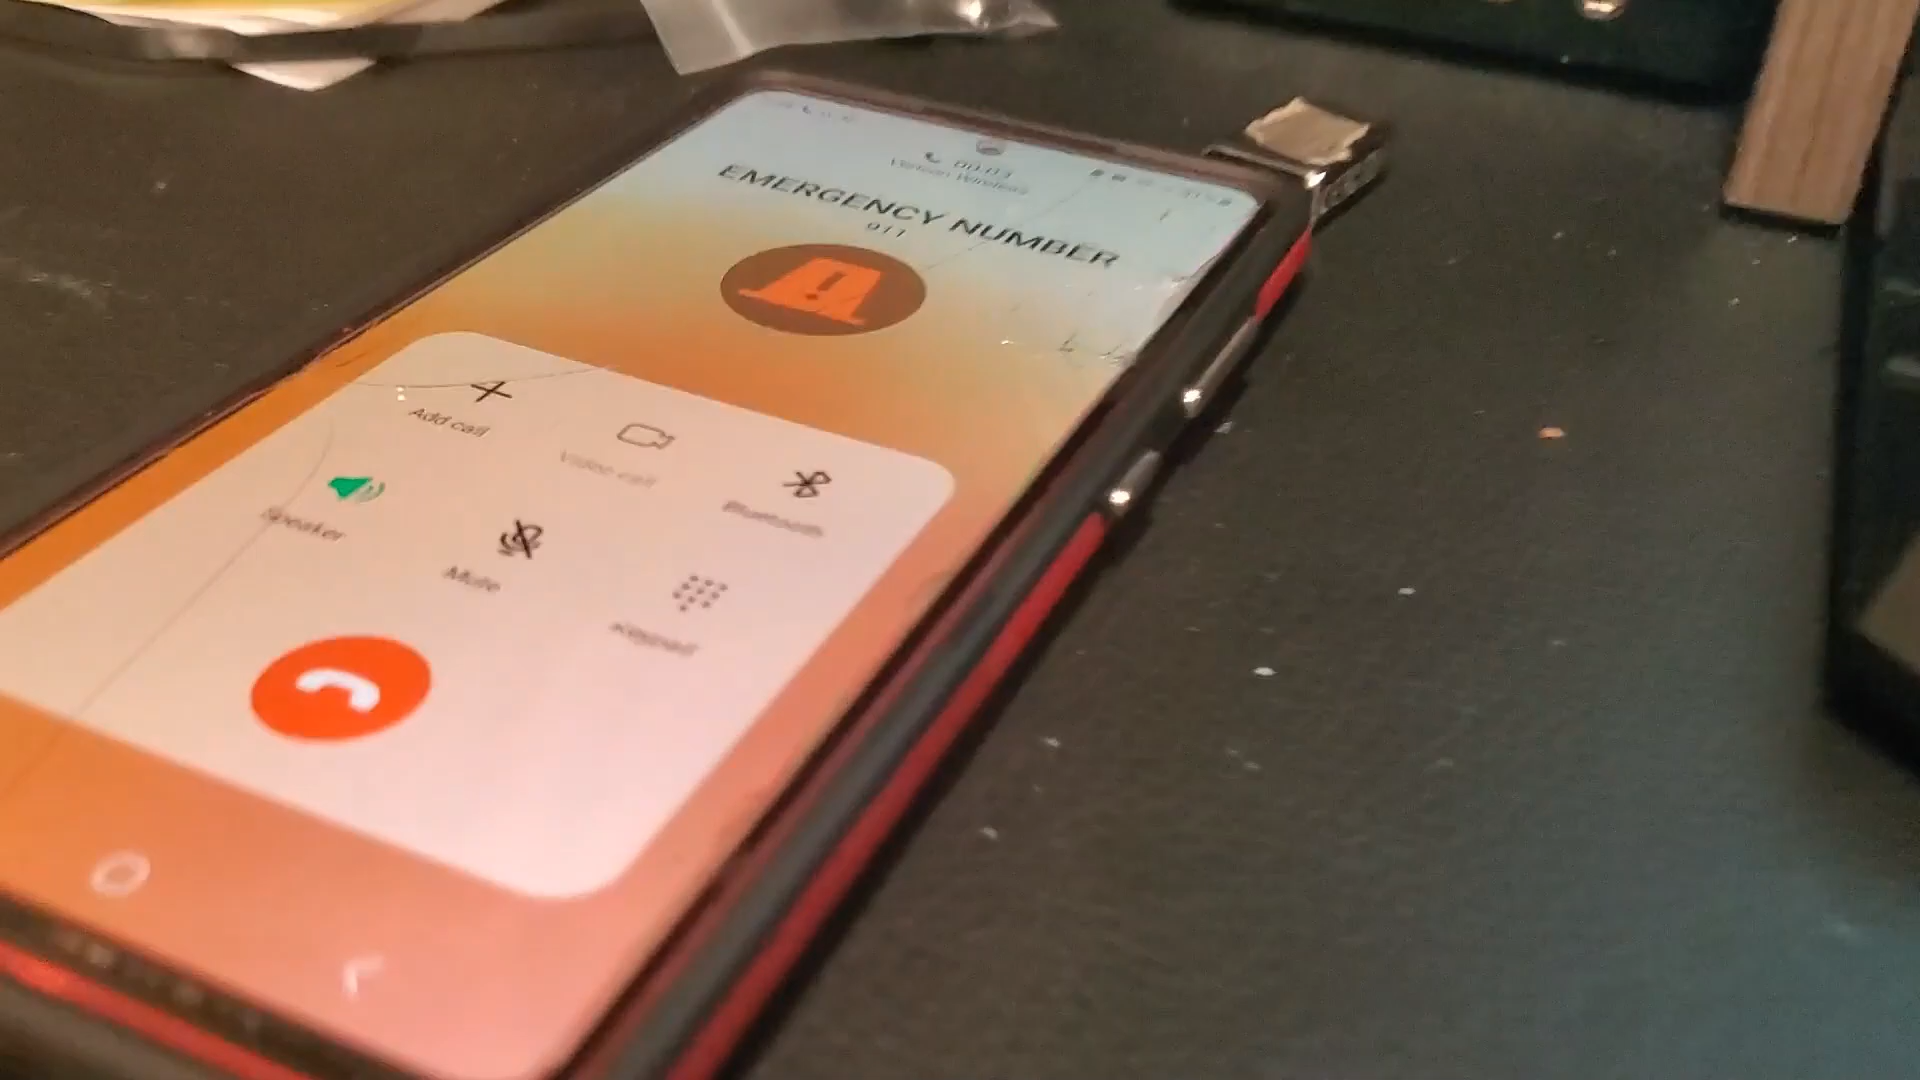 00:03
Verizon Wireless
EMERGENCY NUMBER
911
Add call
Video call
Bluetooth
Speaker
Mute
Keypad